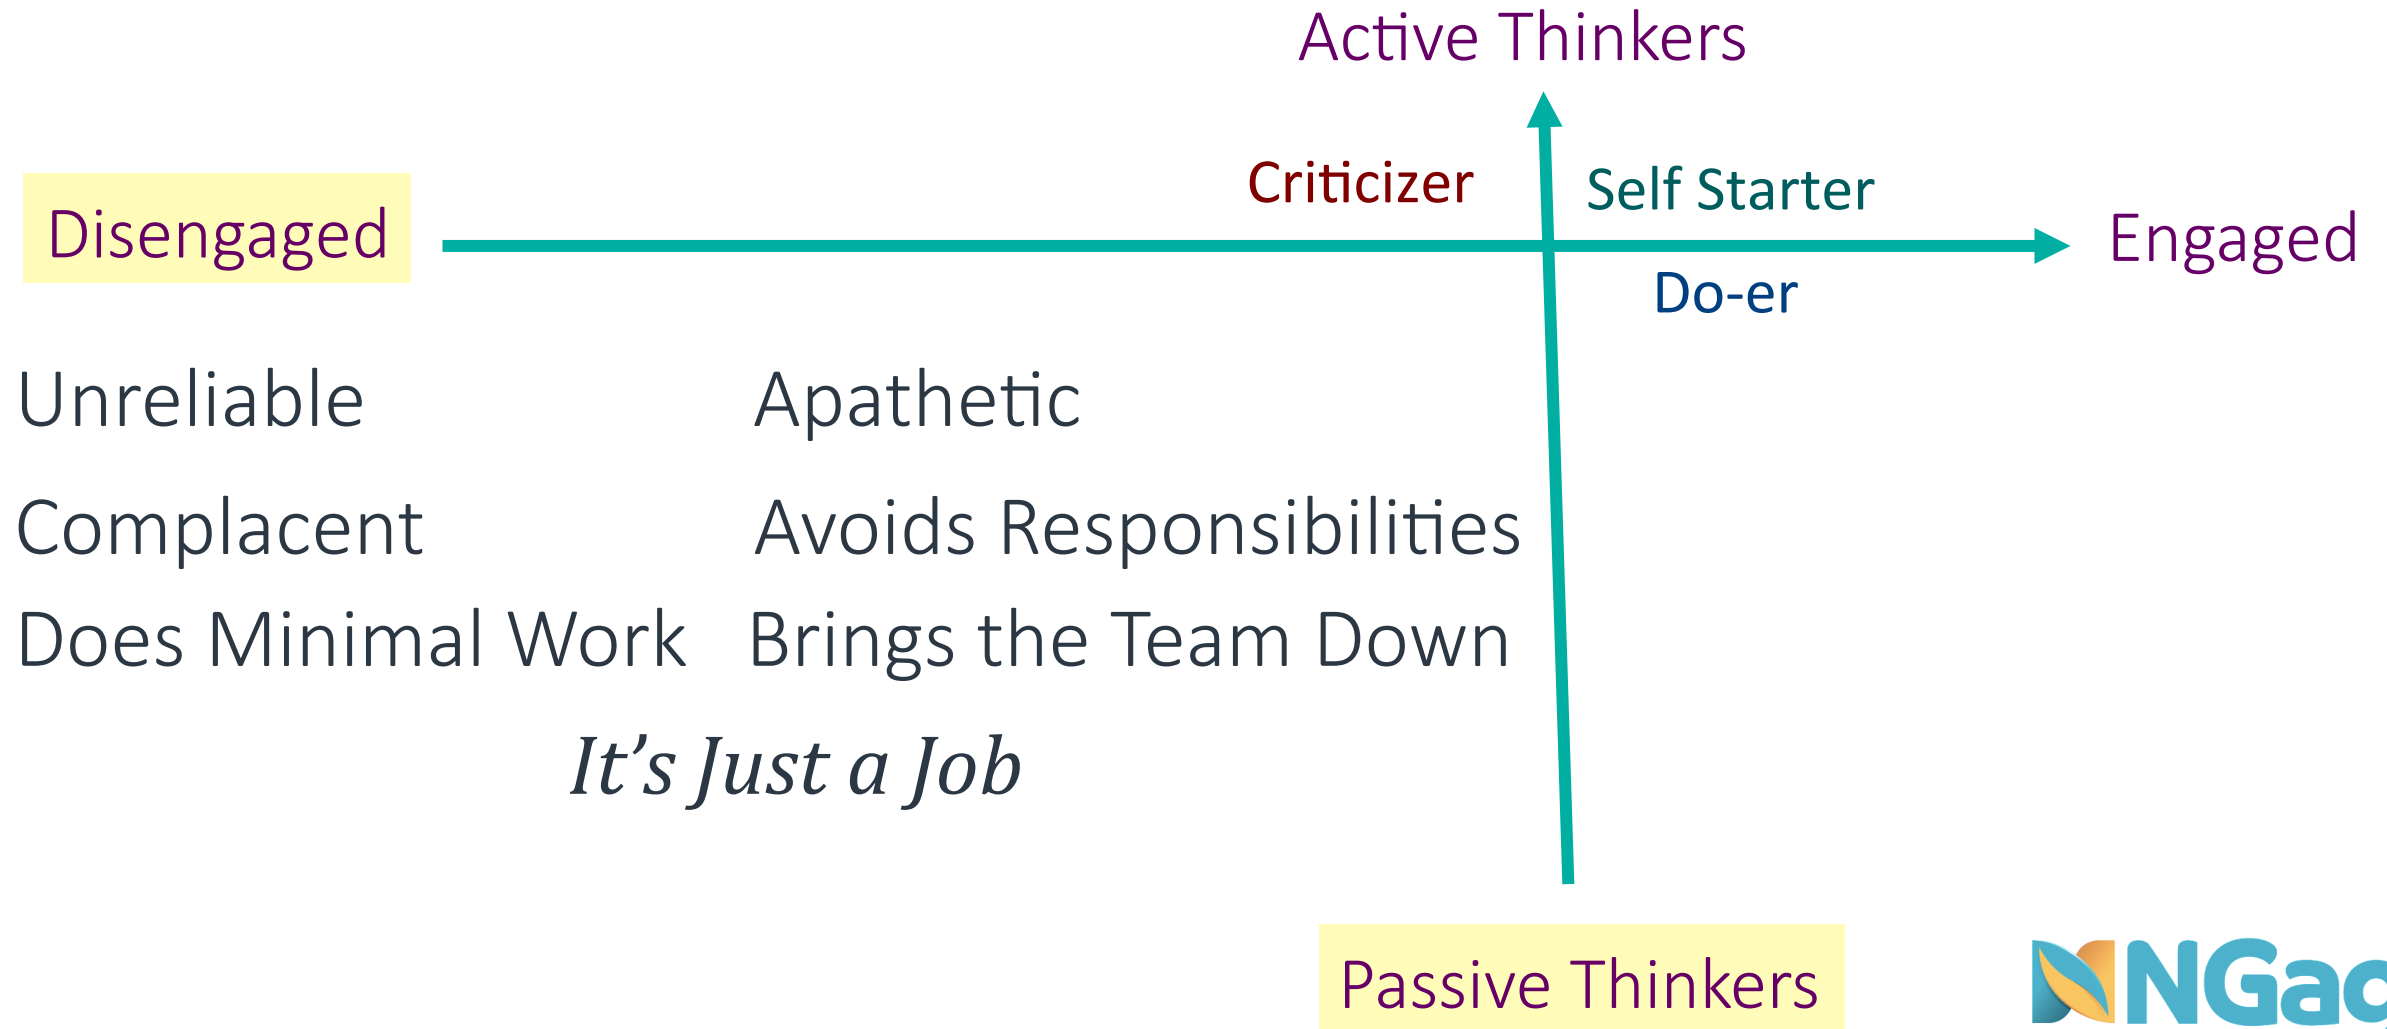 Active Thinkers
Criticizer
Self Starter
Disengaged
Engaged
Do-er
Unreliable
Apathetic
Complacent
Avoids Responsibilities
Does Minimal Work
Brings the Team Down
It’s Just a Job
Passive Thinkers